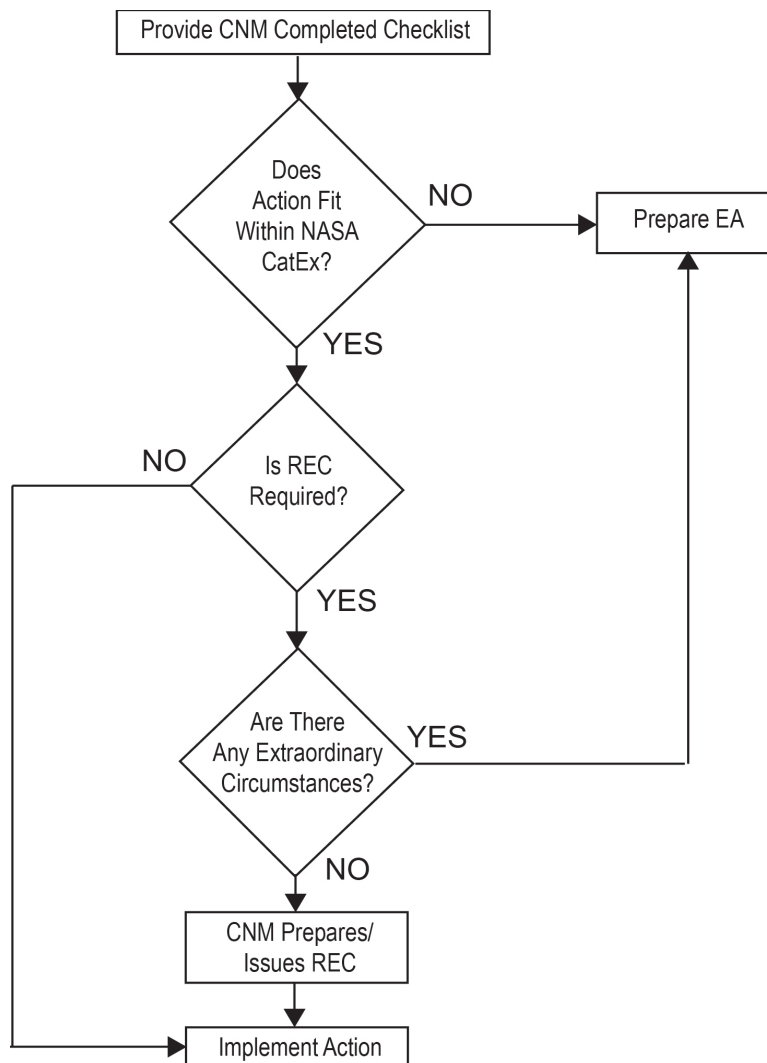 Provide CNM Completed Checklist
Does
Action Fit
Within NASA
CatEx?
NO
Prepare EA
YES
NO
Is REC
Required?
YES
Are There
Any Extraordinary
Circumstances?
YES
NO
CNM Prepares/
Issues REC
Implement Action